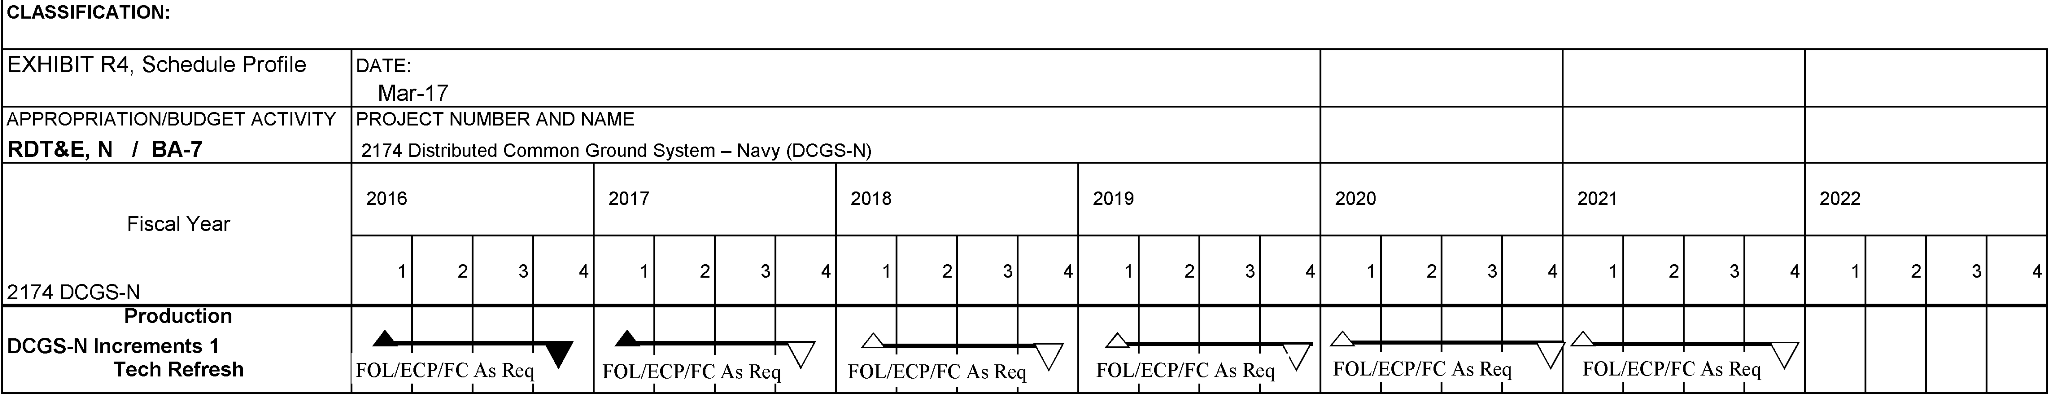 CLASSIFICATION:
EXHIBIT R4, Schedule Profile
DATE:
Mar-17
APPROPRIATION/BUDGET ACTIVITY
PROJECT NUMBER AND NAME
RDT&E, N / BA-7
2174 Distributed Common Ground System – Navy (DCGS-N)
Fiscal Year
2016 2017 2018 2019 2020 2021 2022
1 2 3 4 1 2 3 4 1 2 3 4 1 2 3 4 1 2 3 4 1 2 3 4 1 2 3 4
2174 DCGS-N
Production
DCGS-N Increments 1
Tech Refresh
FOL/ECP/FC As Req FOL/ECP/FC As Req FOL/ECP/FC As Req FOL/ECP/FC As Req FOL/ECP/FC As Req FOL/ECP/FC As Req